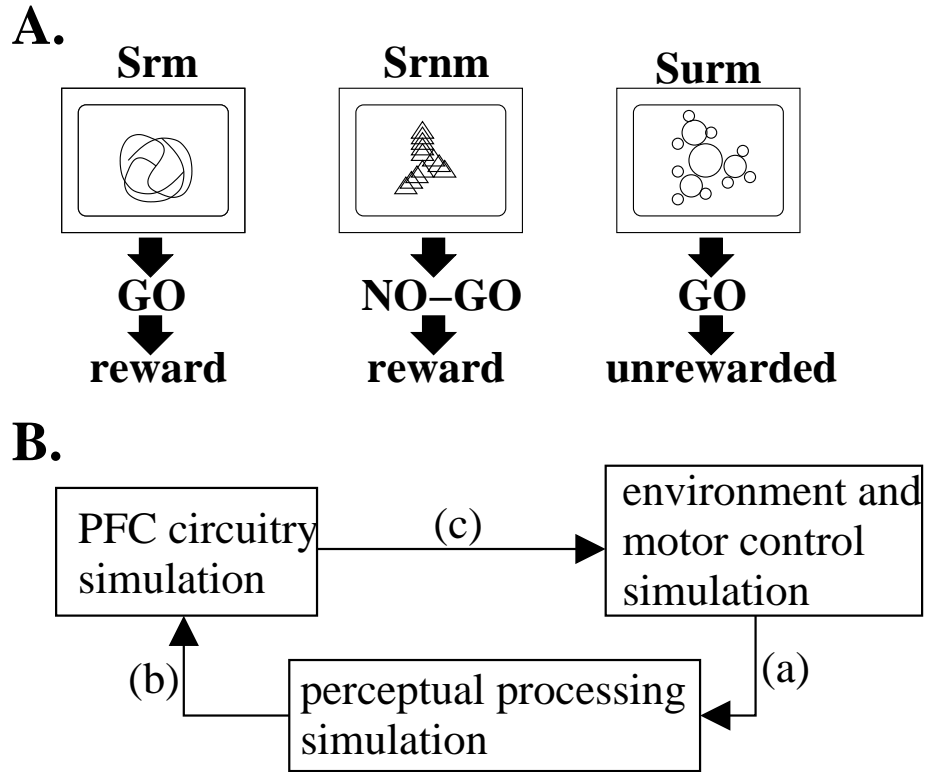 A.
Srm
Srnm
Surm
GO
NO–GO
GO
reward
reward
unrewarded
B.
PFC circuitry
simulation
(c)
environment and
motor control
simulation
(b)
perceptual processing
simulation
(a)